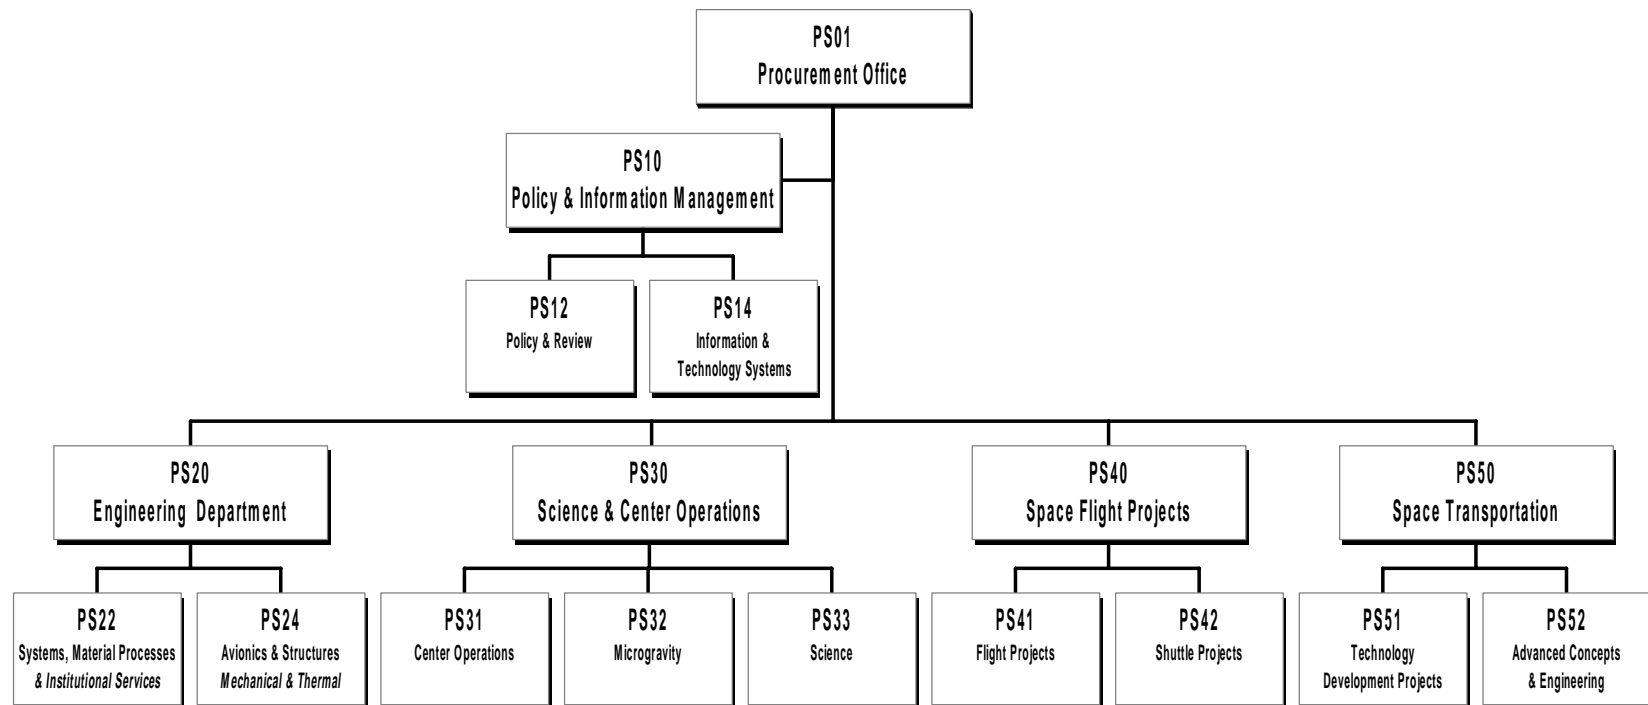 PS01
Procurement Office
PS10
Policy & Information Management
PS12
Policy & Review
PS14
Information &
Technology Systems
PS20
Engineering Department
PS30
Science & Center Operations
PS40
Space Flight Projects
PS50
Space Transportation
PS22
Systems, Material Processes
& Institutional Services
PS24
Avionics & Structures
Mechanical & Thermal
PS31
Center Operations
PS32
Microgravity
PS33
Science
PS41
Flight Projects
PS42
Shuttle Projects
PS51
Technology
Development Projects
PS52
Advanced Concepts
& Engineering